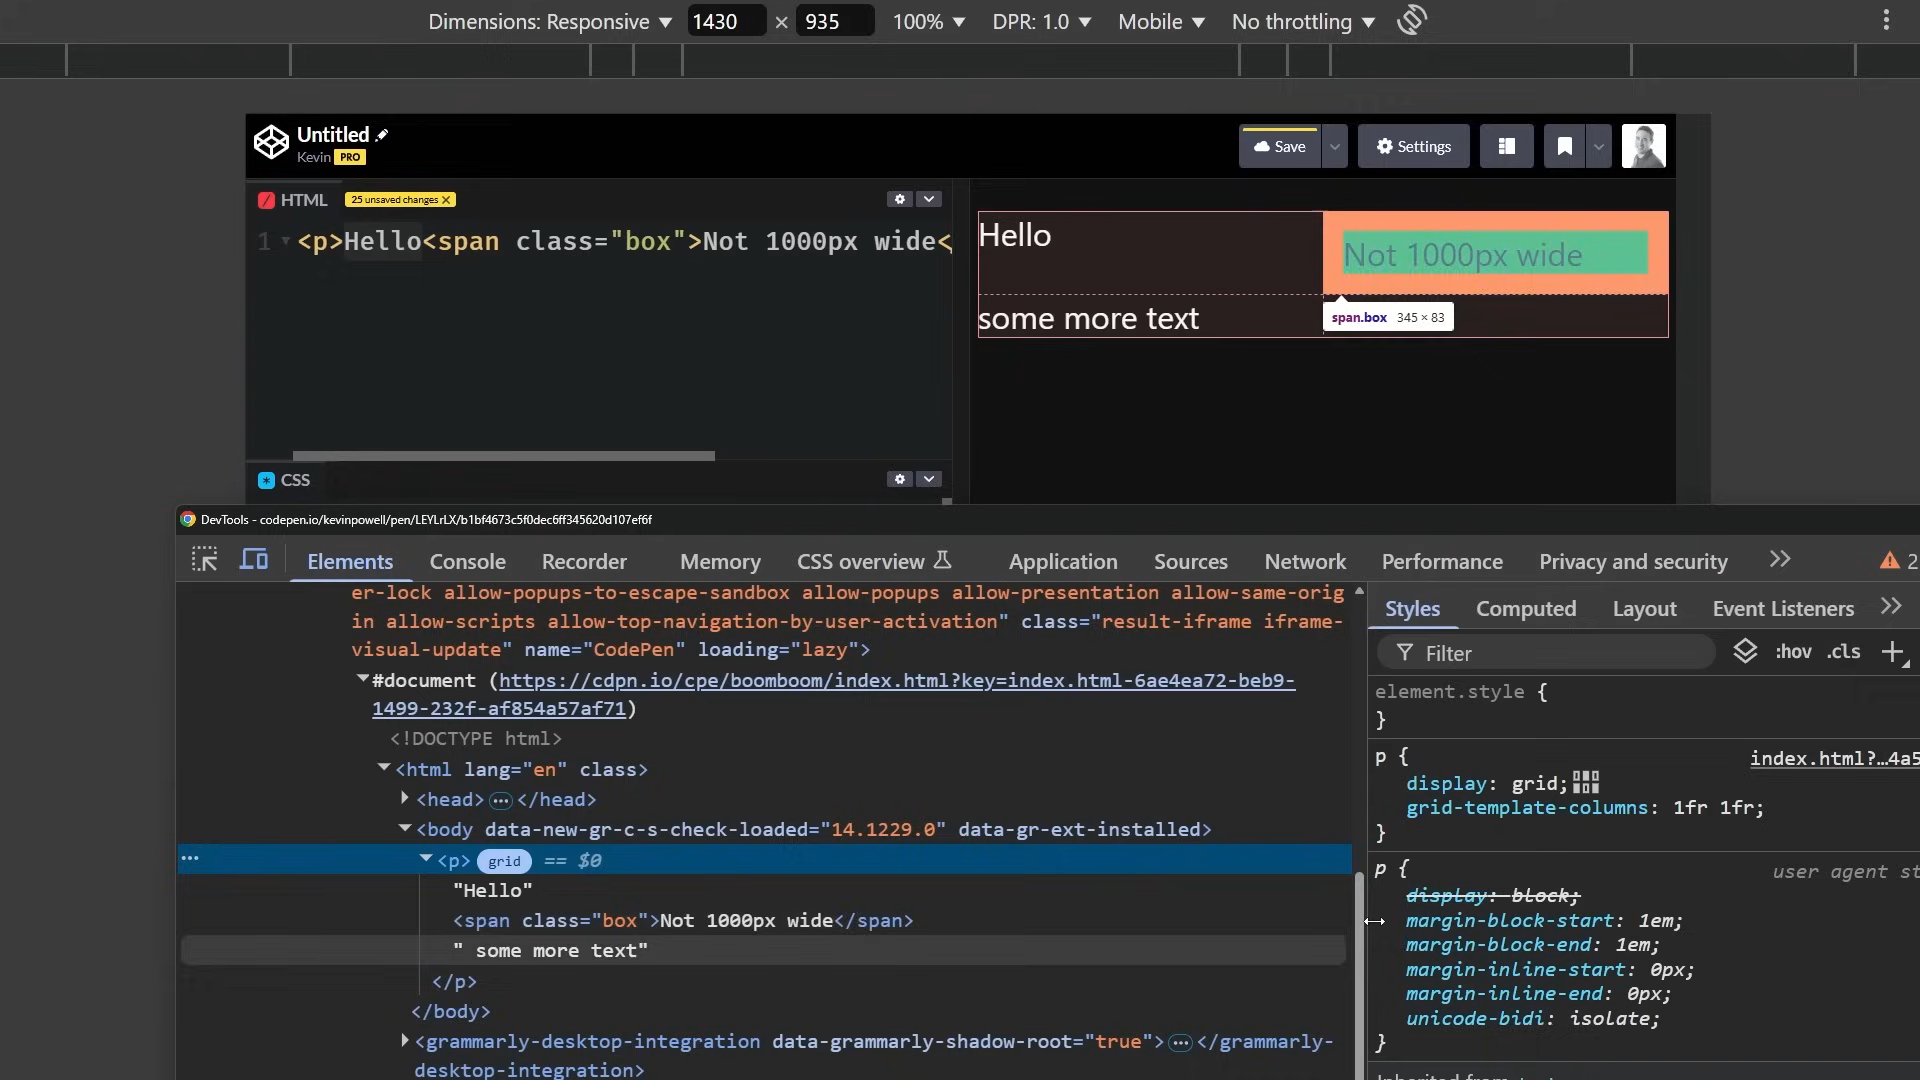 Dimensions: Responsive 1430 × 935 100% DPR: 1.0 Mobile No throttling
Untitled
Kevin PRO
Save Settings
HTML 25 unsaved changes ×
1 <p>Hello<span class="box">Not 1000px wide<
Hello
Not 1000px wide
span.box 345 × 83
some more text
CSS
DevTools - codepen.io/kevinpowell/pen/LEYLrLX/b1bf4673c5f0dec6ff345620d107ef6f
Elements Console Recorder Memory CSS overview Application Sources Network Performance Privacy and security 2
er-lock allow-popups-to-escape-sandbox allow-popups allow-presentation allow-same-orig
in allow-scripts allow-top-navigation-by-user-activation" class="result-iframe iframe-
visual-update" name="CodePen" loading="lazy">
#document (https://cdpn.io/cpe/boomboom/index.html?key=index.html-6ae4ea72-beb9-
1499-232f-af854a57af71)
<!DOCTYPE html>
<html lang="en" class>
<head>…</head>
<body data-new-gr-c-s-check-loaded="14.1229.0" data-gr-ext-installed>
… <p> grid == $0
"Hello"
<span class="box">Not 1000px wide</span>
" some more text"
</p>
</body>
<grammarly-desktop-integration data-grammarly-shadow-root="true">…</grammarly-
desktop-integration>
Styles Computed Layout Event Listeners
Filter :hov .cls
element.style {
}
p { index.html?…4a5
display: grid;
grid-template-columns: 1fr 1fr;
}
p { user agent st
display: block;
margin-block-start: 1em;
margin-block-end: 1em;
margin-inline-start: 0px;
margin-inline-end: 0px;
unicode-bidi: isolate;
}